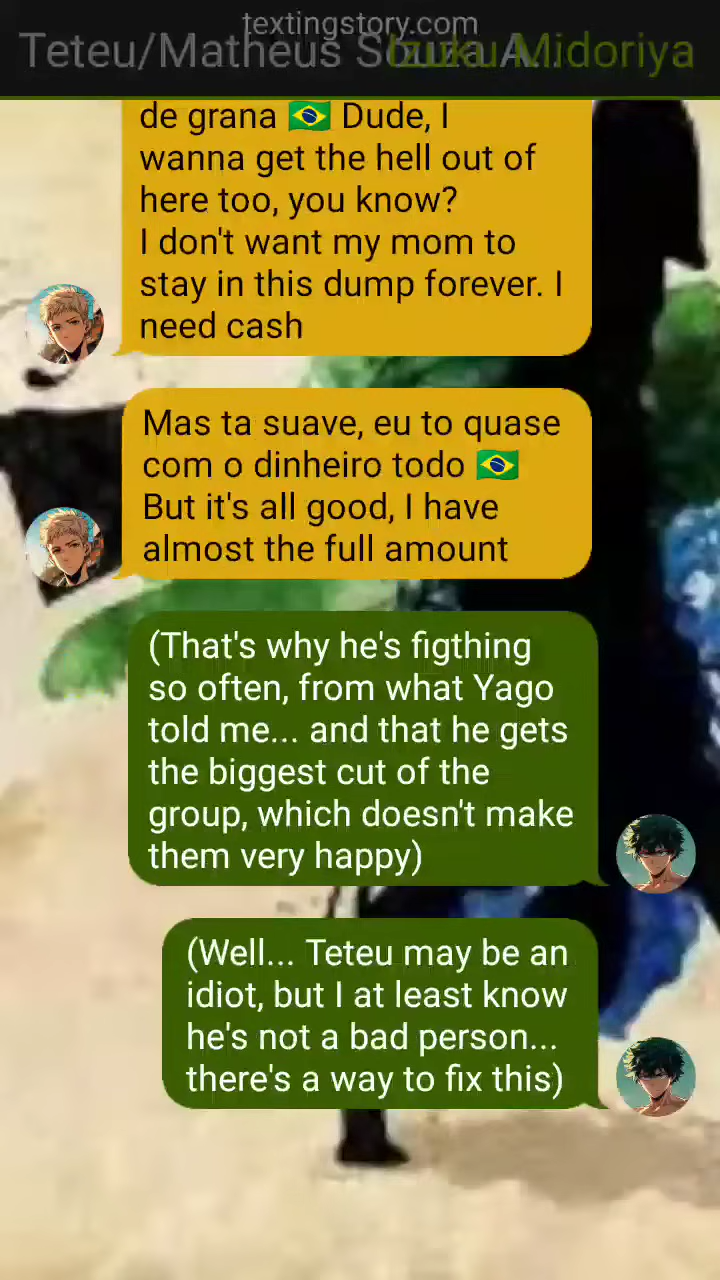 textingstory.com
Teteu/Matheus Souza A...
Izuku Midoriya
de grana 🇧🇷 Dude, I
wanna get the hell out of
here too, you know?
I don't want my mom to
stay in this dump forever. I
need cash
Mas ta suave, eu to quase
com o dinheiro todo 🇧🇷
But it's all good, I have
almost the full amount
(That's why he's figthing
so often, from what Yago
told me... and that he gets
the biggest cut of the
group, which doesn't make
them very happy)
(Well... Teteu may be an
idiot, but I at least know
he's not a bad person...
there's a way to fix this)